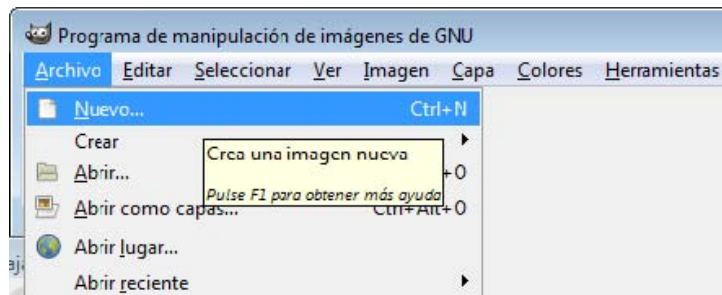 Programa de manipulación de imágenes de GNU
Archivo Editar Seleccionar Ver Imagen Capa Colores Herramientas
Nuevo... Ctrl+N
Crear
Crea una imagen nueva
Abrir... +O
Pulse F1 para obtener más ayuda
Abrir como capas... Ctrl+Alt+O
Abrir lugar...
Abrir reciente